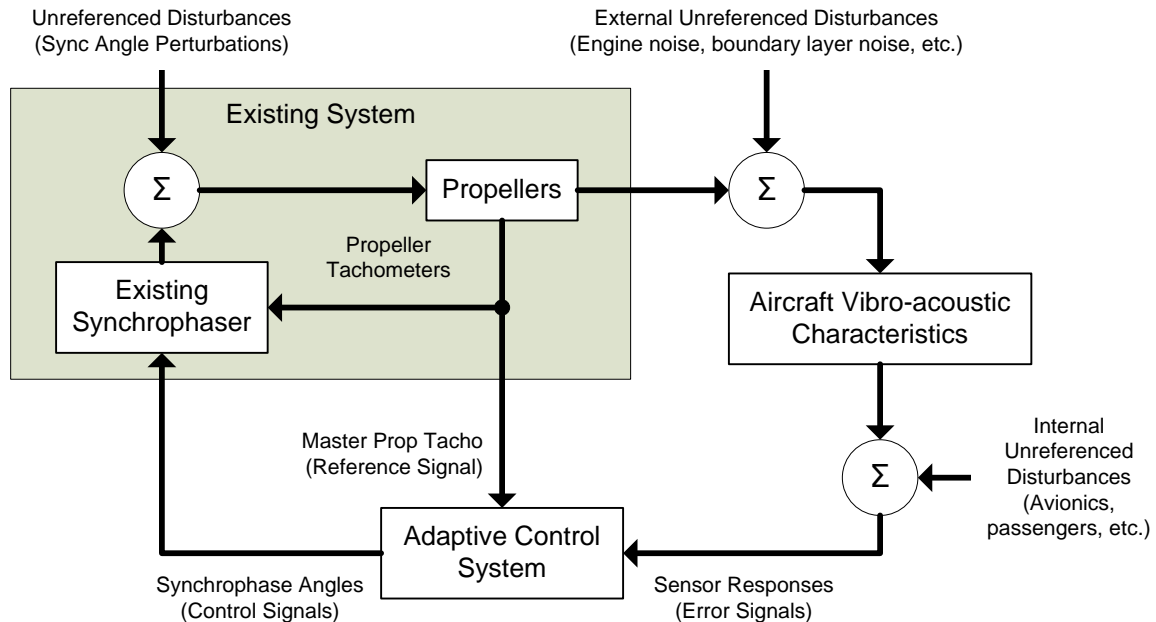 Unreferenced Disturbances
(Sync Angle Perturbations)
External Unreferenced Disturbances
(Engine noise, boundary layer noise, etc.)
Existing System
Σ
Propellers
Σ
Propeller
Tachometers
Existing
Synchrophaser
Aircraft Vibro-acoustic
Characteristics
Master Prop Tacho
(Reference Signal)
Σ
Internal
Unreferenced
Disturbances
(Avionics,
passengers, etc.)
Adaptive Control
System
Synchrophase Angles
(Control Signals)
Sensor Responses
(Error Signals)